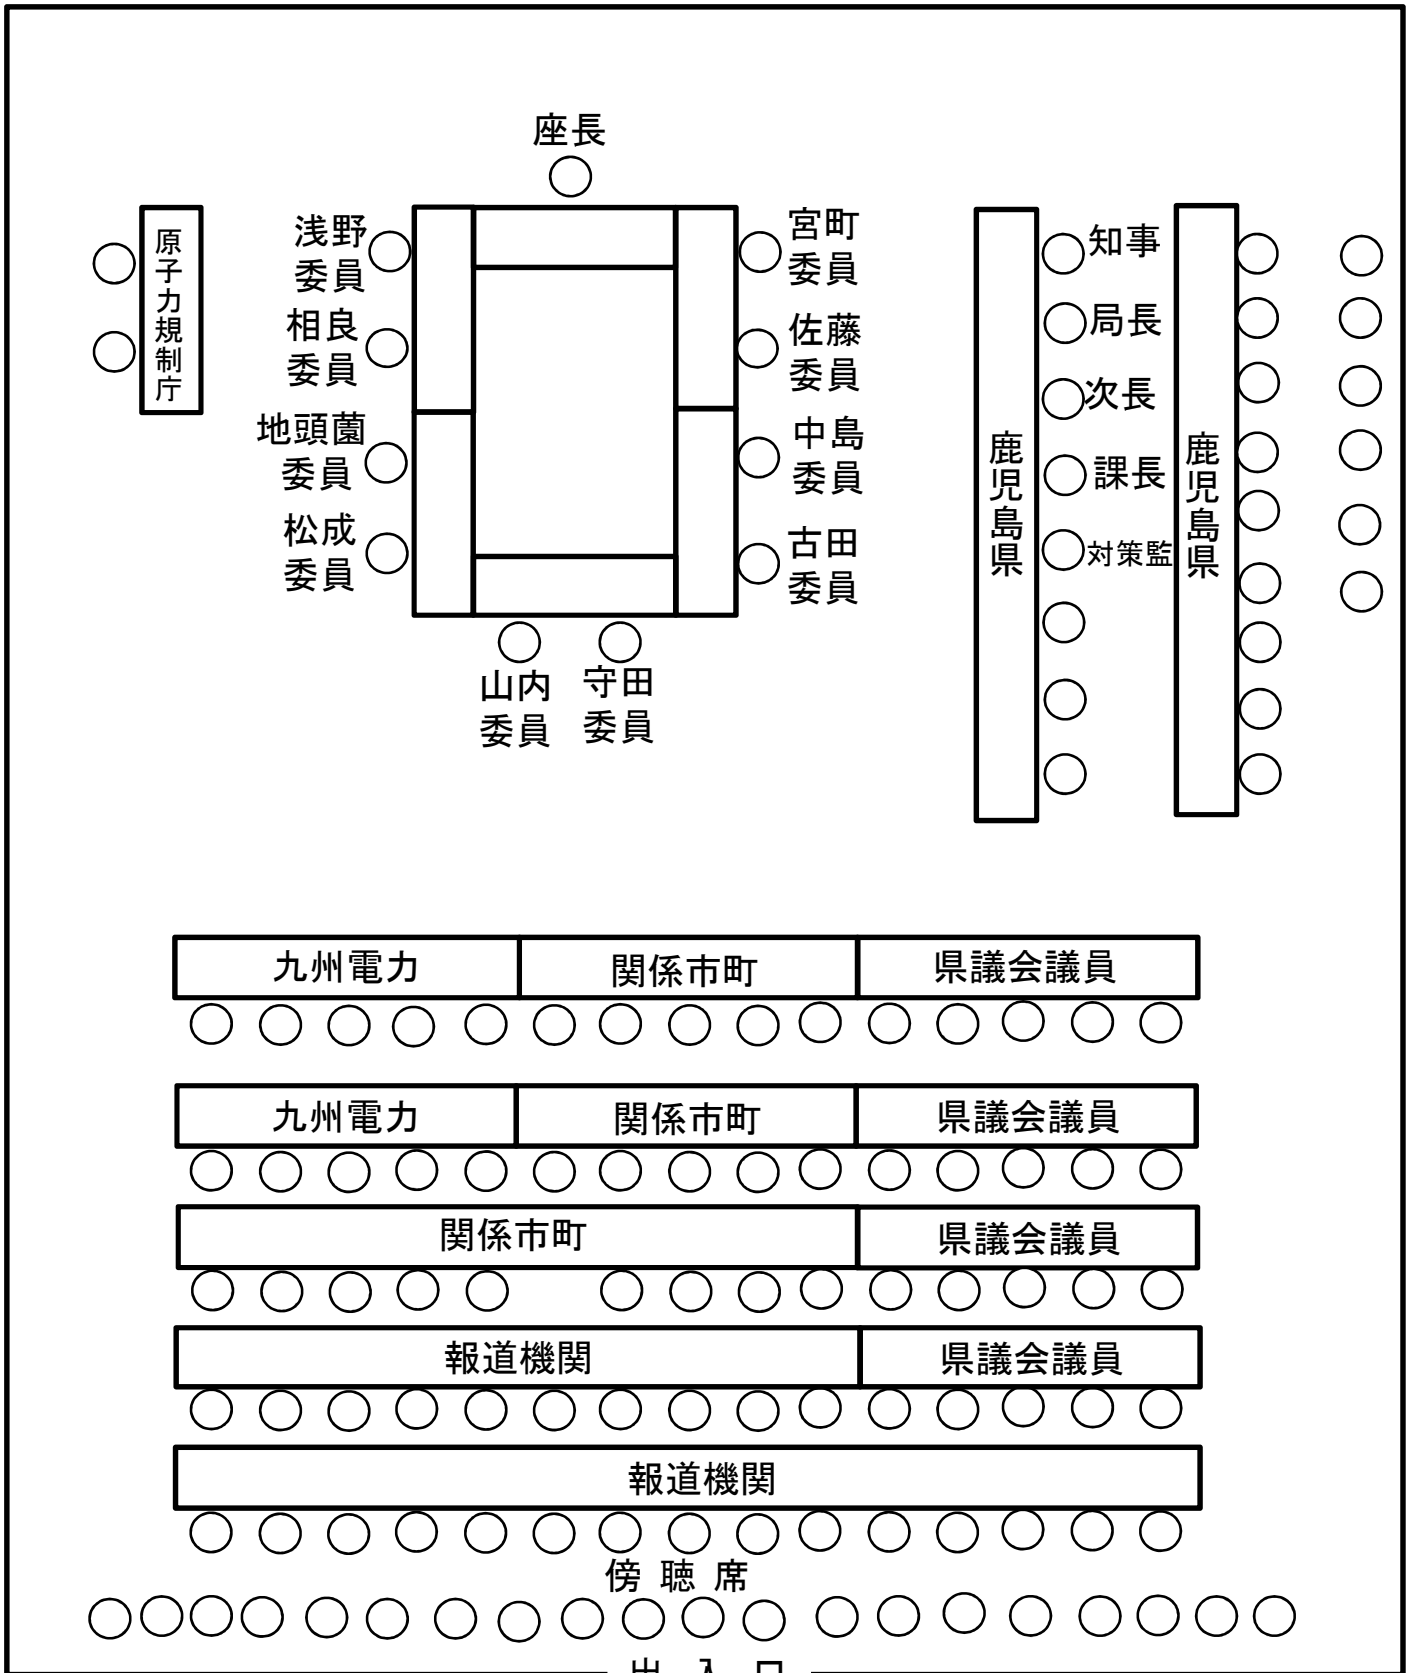 座長
浅野
委員
相良
委員
地頭薗
委員
松成
委員
宮町
委員
佐藤
委員
中島
委員
古田
委員
山内
委員
守田
委員
原子力規制庁
鹿児島県
知事
局長
次長
課長
対策監
鹿児島県
九州電力 関係市町 県議会議員
九州電力 関係市町 県議会議員
関係市町 県議会議員
報道機関 県議会議員
報道機関
傍 聴 席
出 入 口